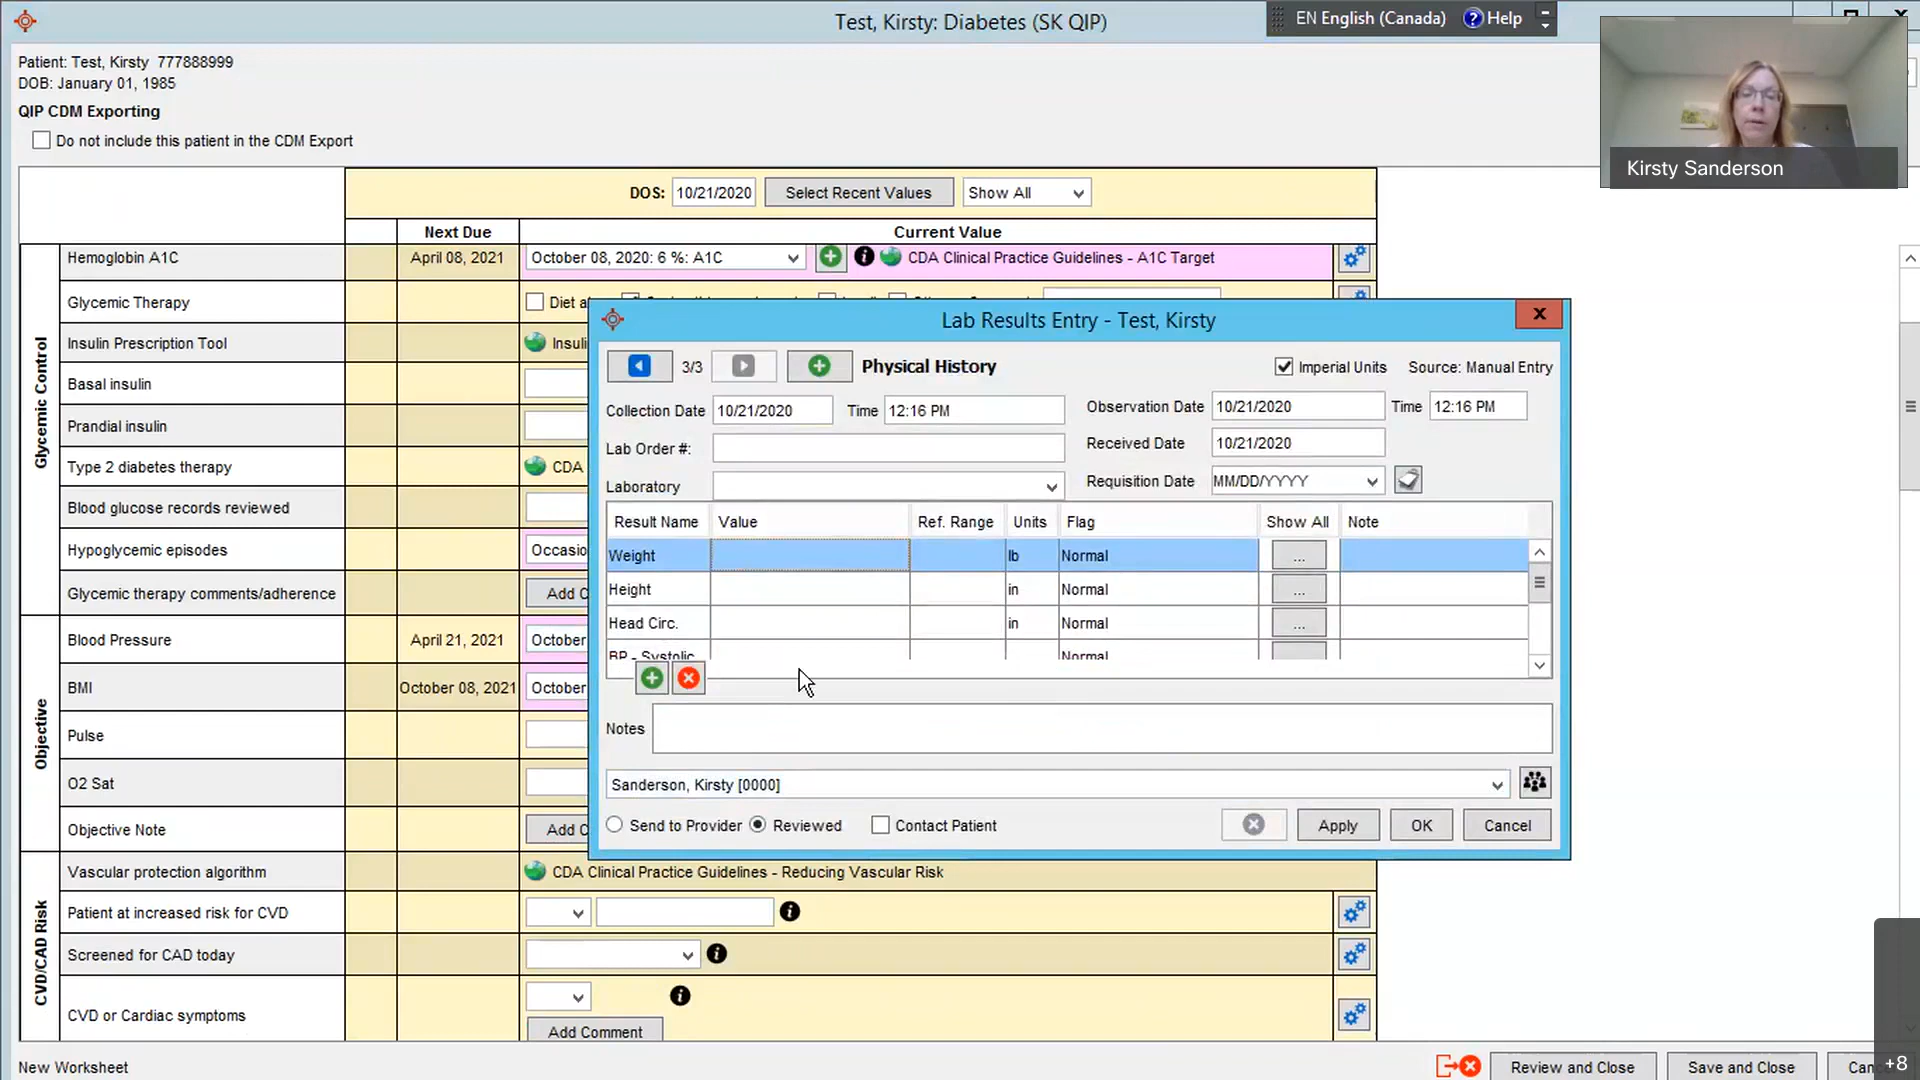 Test, Kirsty: Diabetes (SK QIP)
EN English (Canada)
Help
Patient: Test, Kirsty 777888999
DOB: January 01, 1985
QIP CDM Exporting
Do not include this patient in the CDM Export
Kirsty Sanderson
DOS: 10/21/2020 Select Recent Values Show All
Next Due Current Value
Glycemic Control
Hemoglobin A1C April 08, 2021 October 08, 2020: 6 %: A1C CDA Clinical Practice Guidelines - A1C Target
Glycemic Therapy Diet
Insulin Prescription Tool
Basal insulin
Prandial insulin
Type 2 diabetes therapy CDA
Blood glucose records reviewed
Hypoglycemic episodes
Glycemic therapy comments/adherence Add
Objective
Blood Pressure April 21, 2021 October
BMI October 08, 2021 October
Pulse
O2 Sat
Objective Note Add
CVD/CAD Risk
Vascular protection algorithm CDA Clinical Practice Guidelines - Reducing Vascular Risk
Patient at increased risk for CVD
Screened for CAD today
CVD or Cardiac symptoms
Add Comment
Lab Results Entry - Test, Kirsty
3/3 Physical History Imperial Units Source: Manual Entry
Collection Date 10/21/2020 Time 12:16 PM Observation Date 10/21/2020 Time 12:16 PM
Lab Order #: Received Date 10/21/2020
Laboratory Requisition Date MM/DD/YYYY
Result Name Value Ref. Range Units Flag Show All Note
Weight lb Normal ...
Height in Normal ...
Head Circ. in Normal ...
BP - Systolic Normal
Notes
Sanderson, Kirsty [0000]
Send to Provider Reviewed Contact Patient Apply OK Cancel
New Worksheet Review and Close Save and Close
+8